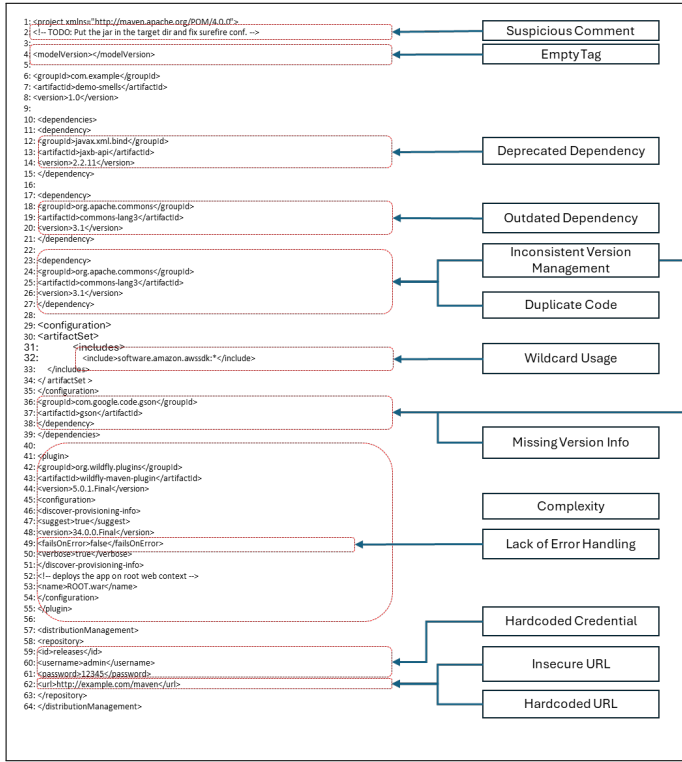 1: <project xmlns="http://maven.apache.org/POM/4.0.0">
2: <!-- TODO: Put the jar in the target dir and fix surefire conf. -->
3:
4: <modelVersion></modelVersion>
5:
6: <groupId>com.example</groupId>
7: <artifactId>demo-smells</artifactId>
8: <version>1.0</version>
9:
10: <dependencies>
11: <dependency>
12: <groupId>javax.xml.bind</groupId>
13: <artifactId>jaxb-api</artifactId>
14: <version>2.2.11</version>
15: </dependency>
16:
17: <dependency>
18: <groupId>org.apache.commons</groupId>
19: <artifactId>commons-lang3</artifactId>
20: <version>3.1</version>
21: </dependency>
22:
23: <dependency>
24: <groupId>org.apache.commons</groupId>
25: <artifactId>commons-lang3</artifactId>
26: <version>3.1</version>
27: </dependency>
28:
29: <configuration>
30: <artifactSet>
31: <includes>
32: <include>software.amazon.awssdk:*</include>
33: </includes>
34: </ artifactSet >
35: </configuration>
36: <groupId>com.google.code.gson</groupId>
37: <artifactId>gson</artifactId>
38: </dependency>
39: </dependencies>
40:
41: <plugin>
42: <groupId>org.wildfly.plugins</groupId>
43: <artifactId>wildfly-maven-plugin</artifactId>
44: <version>5.0.1.Final</version>
45: <configuration>
46: <discover-provisioning-info>
47: <suggest>true</suggest>
48: <version>34.0.0.Final</version>
49: <failsOnError>false</failsOnError>
50: <verbose>true</verbose>
51: </discover-provisioning-info>
52: <!-- deploys the app on root web context -->
53: <name>ROOT.war</name>
54: </configuration>
55: </plugin>
56:
57: <distributionManagement>
58: <repository>
59: <id>releases</id>
60: <username>admin</username>
61: <password>12345</password>
62: <url>http://example.com/maven</url>
63: </repository>
64: </distributionManagement>
Suspicious Comment
Empty Tag
Deprecated Dependency
Outdated Dependency
Inconsistent Version
Management
Duplicate Code
Wildcard Usage
Missing Version Info
Complexity
Lack of Error Handling
Hardcoded Credential
Insecure URL
Hardcoded URL